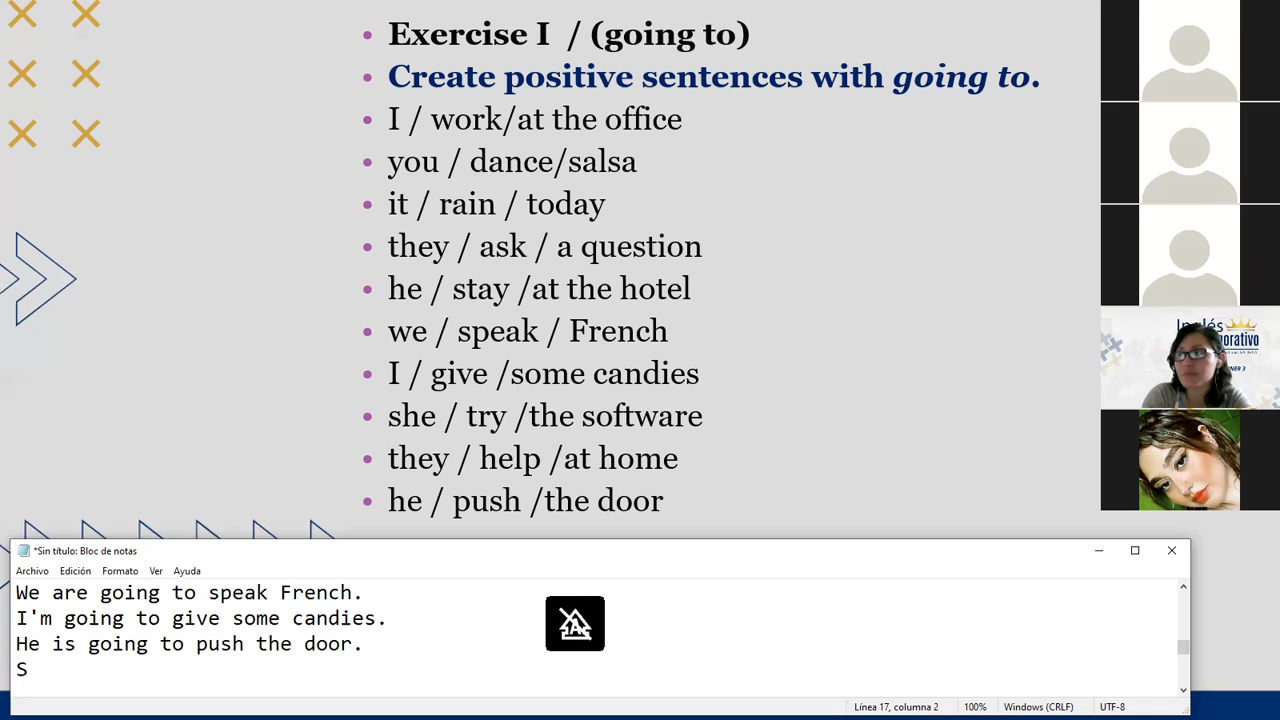 Exercise I / (going to)
Create positive sentences with going to.
I / work/at the office
you / dance/salsa
it / rain / today
they / ask / a question
he / stay /at the hotel
we / speak / French
I / give /some candies
she / try /the software
they / help /at home
he / push /the door
*Sin título: Bloc de notas
Archivo Edición Formato Ver Ayuda
We are going to speak French.
I'm going to give some candies.
He is going to push the door.
S
Línea 17, columna 2 100% Windows (CRLF) UTF-8